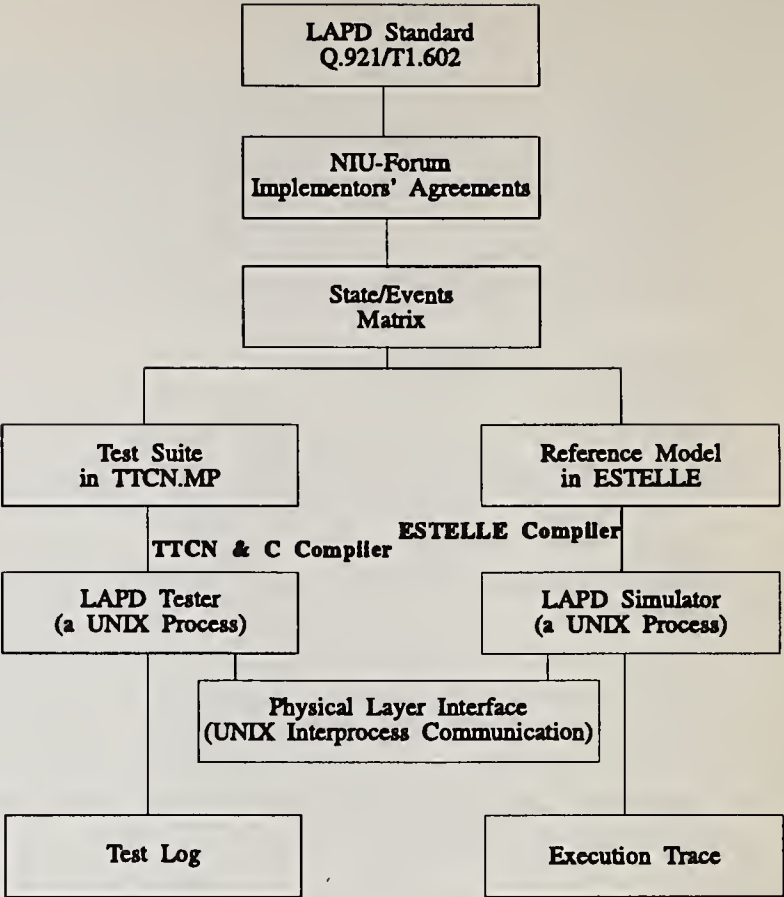 LAPD Standard
Q.921/T1.602
NIU-Forum
Implementors' Agreements
State/Events
Matrix
Test Suite
in TTCN.MP
Reference Model
in ESTELLE
TTCN & C Compiler
ESTELLE Compiler
LAPD Tester
(a UNIX Process)
LAPD Simulator
(a UNIX Process)
Physical Layer Interface
(UNIX Interprocess Communication)
Test Log
Execution Trace